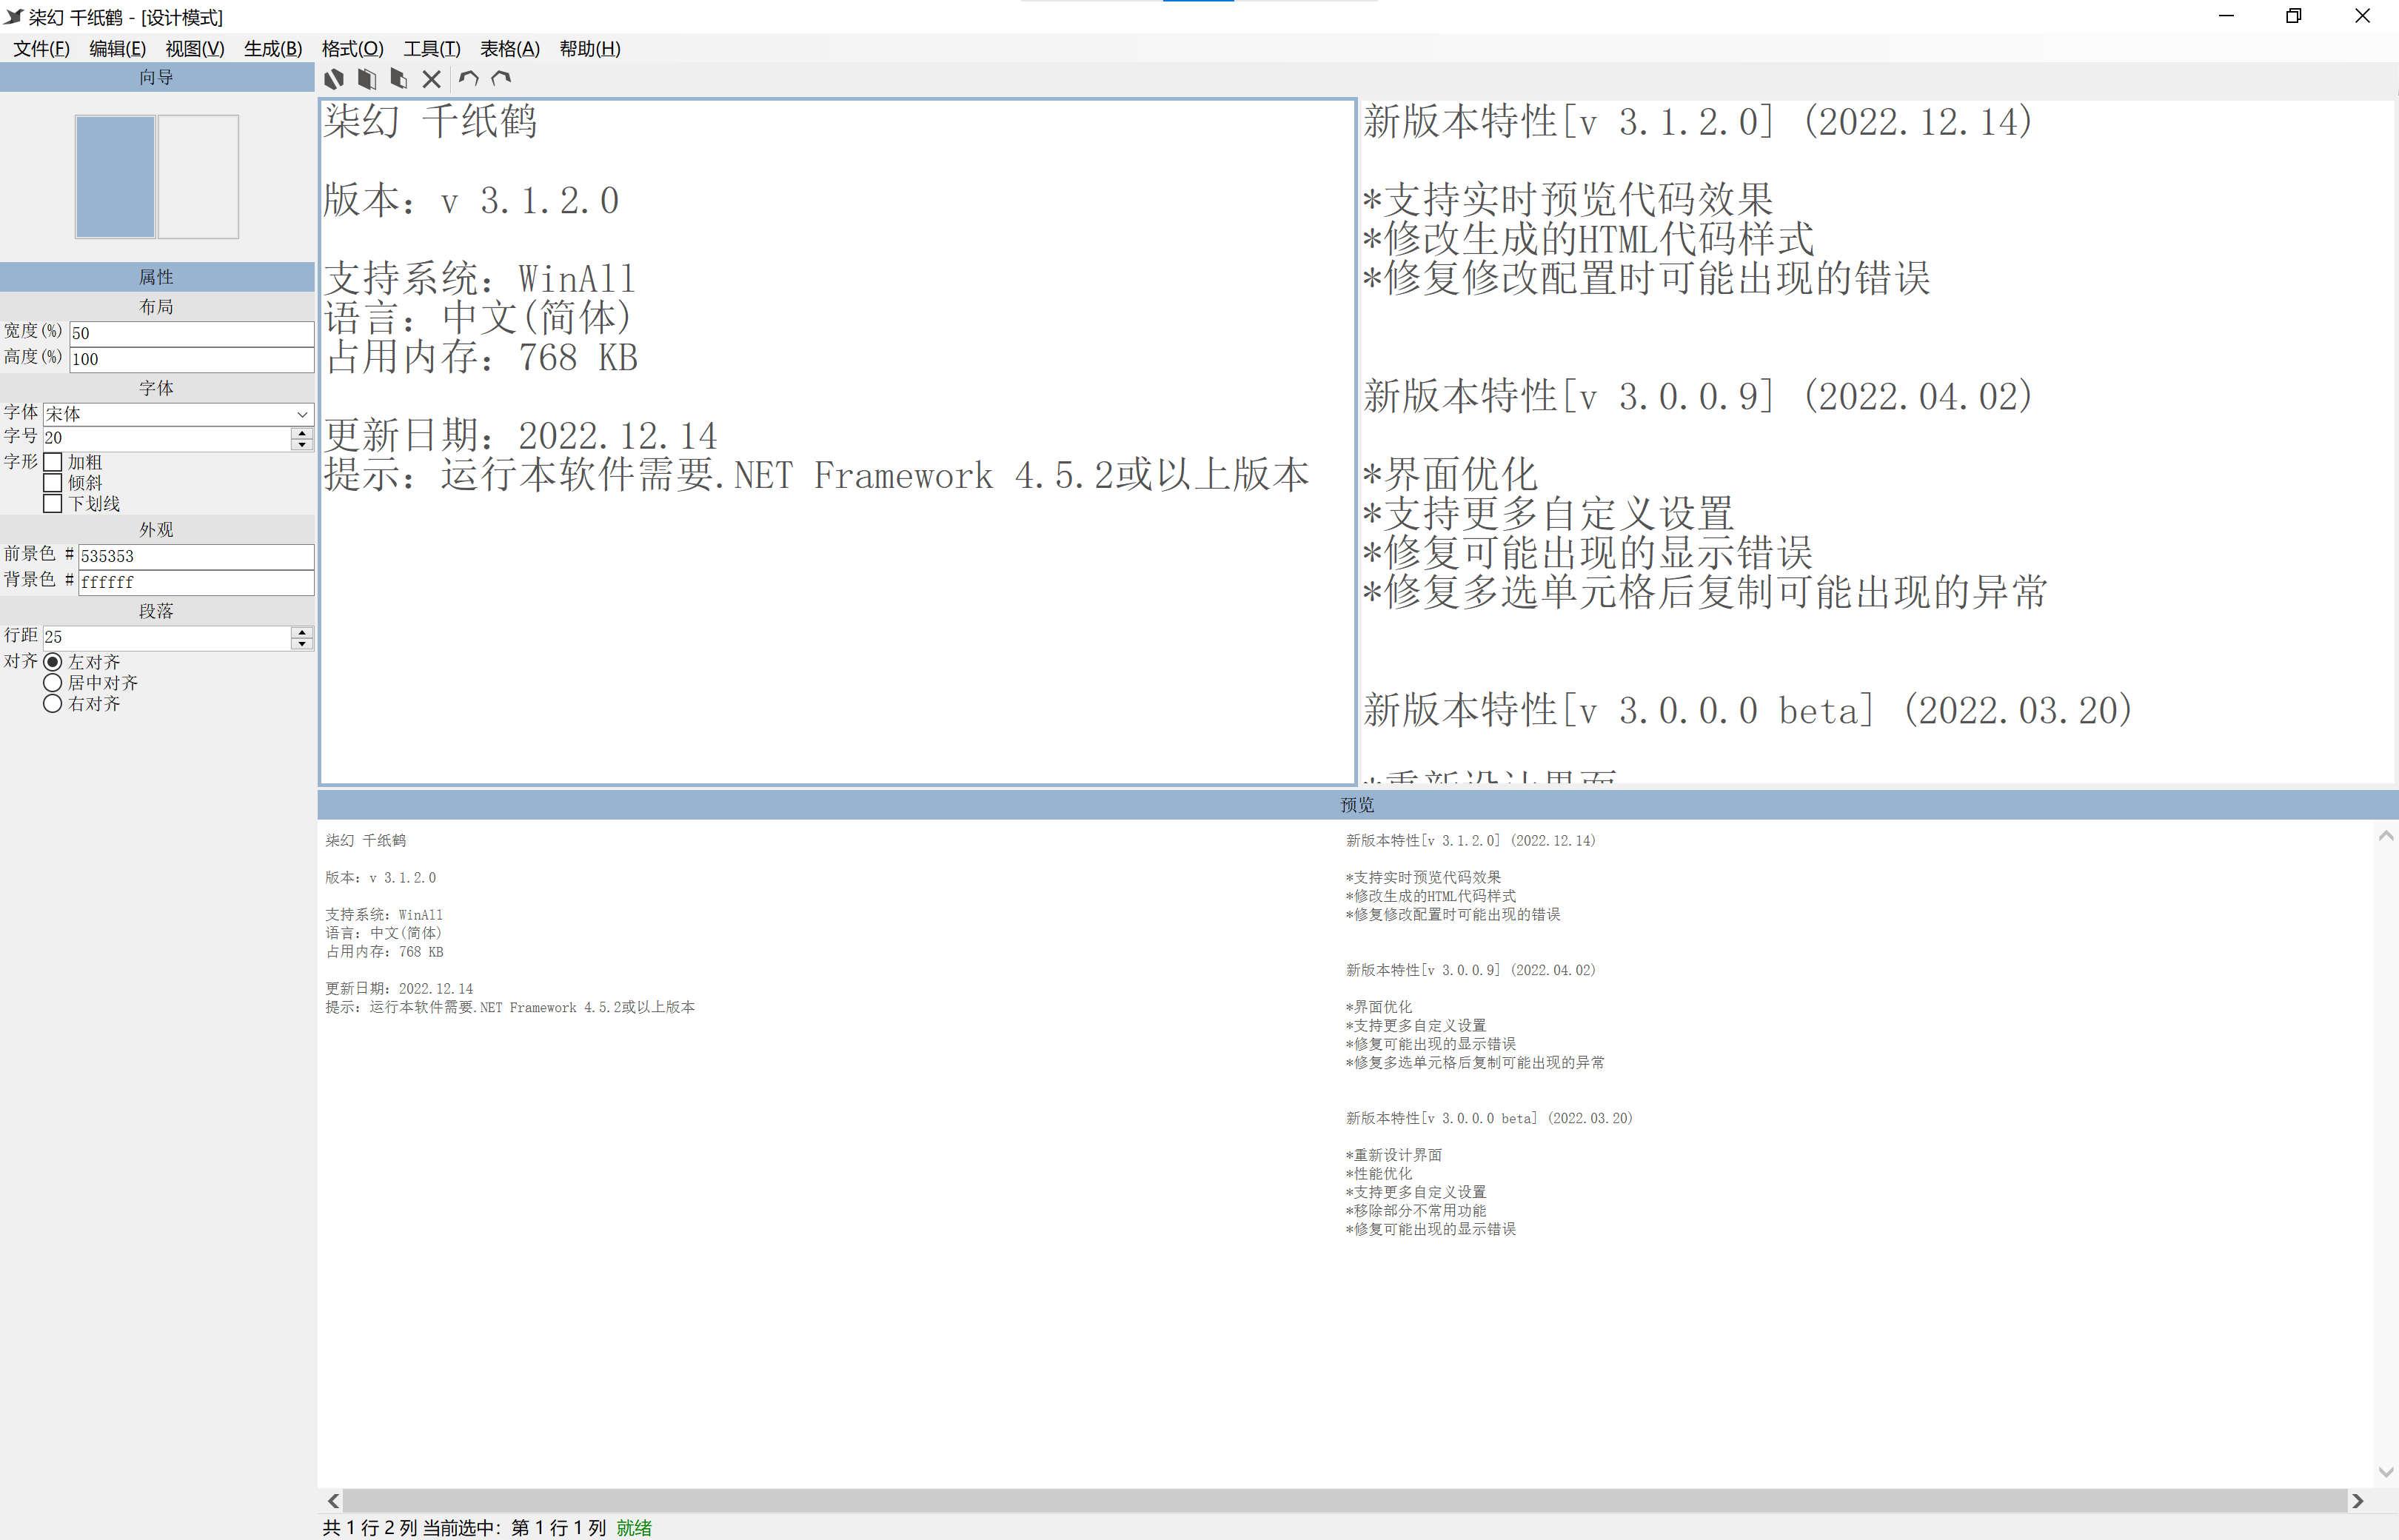 柒幻 千纸鹤 - [设计模式]
文件(F) 编辑(E) 视图(V) 生成(B) 格式(O) 工具(T) 表格(A) 帮助(H)
向导
属性
布局
宽度(%) 50
高度(%) 100
字体
字体 宋体
字号 20
字形 加粗
倾斜
下划线
外观
前景色 # 535353
背景色 # ffffff
段落
行距 25
对齐 左对齐
居中对齐
右对齐
柒幻 千纸鹤
版本: v 3.1.2.0
支持系统: WinAll
语言: 中文(简体)
占用内存: 768 KB
更新日期: 2022.12.14
提示: 运行本软件需要.NET Framework 4.5.2或以上版本
新版本特性[v 3.1.2.0] (2022.12.14)
*支持实时预览代码效果
*修改生成的HTML代码样式
*修复修改配置时可能出现的错误
新版本特性[v 3.0.0.9] (2022.04.02)
*界面优化
*支持更多自定义设置
*修复可能出现的显示错误
*修复多选单元格后复制可能出现的异常
新版本特性[v 3.0.0.0 beta] (2022.03.20)
*重新设计界面
预览
柒幻 千纸鹤
版本: v 3.1.2.0
支持系统: WinAll
语言: 中文(简体)
占用内存: 768 KB
更新日期: 2022.12.14
提示: 运行本软件需要.NET Framework 4.5.2或以上版本
新版本特性[v 3.1.2.0] (2022.12.14)
*支持实时预览代码效果
*修改生成的HTML代码样式
*修复修改配置时可能出现的错误
新版本特性[v 3.0.0.9] (2022.04.02)
*界面优化
*支持更多自定义设置
*修复可能出现的显示错误
*修复多选单元格后复制可能出现的异常
新版本特性[v 3.0.0.0 beta] (2022.03.20)
*重新设计界面
*性能优化
*支持更多自定义设置
*移除部分不常用功能
*修复可能出现的显示错误
共 1 行 2 列 当前选中: 第 1 行 1 列 就绪